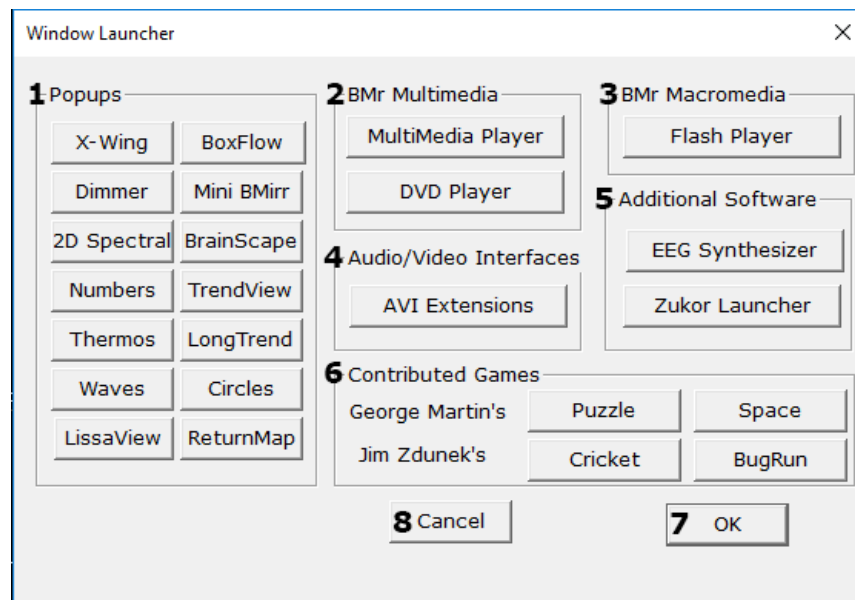 Window Launcher
1 Popups
X-Wing BoxFlow
Dimmer Mini BMirr
2D Spectral BrainScape
Numbers TrendView
Thermos LongTrend
Waves Circles
LissaView ReturnMap
2 BMr Multimedia
MultiMedia Player
DVD Player
3 BMr Macromedia
Flash Player
4 Audio/Video Interfaces
AVI Extensions
5 Additional Software
EEG Synthesizer
Zukor Launcher
6 Contributed Games
George Martin's Puzzle Space
Jim Zdunek's Cricket BugRun
8 Cancel
7 OK